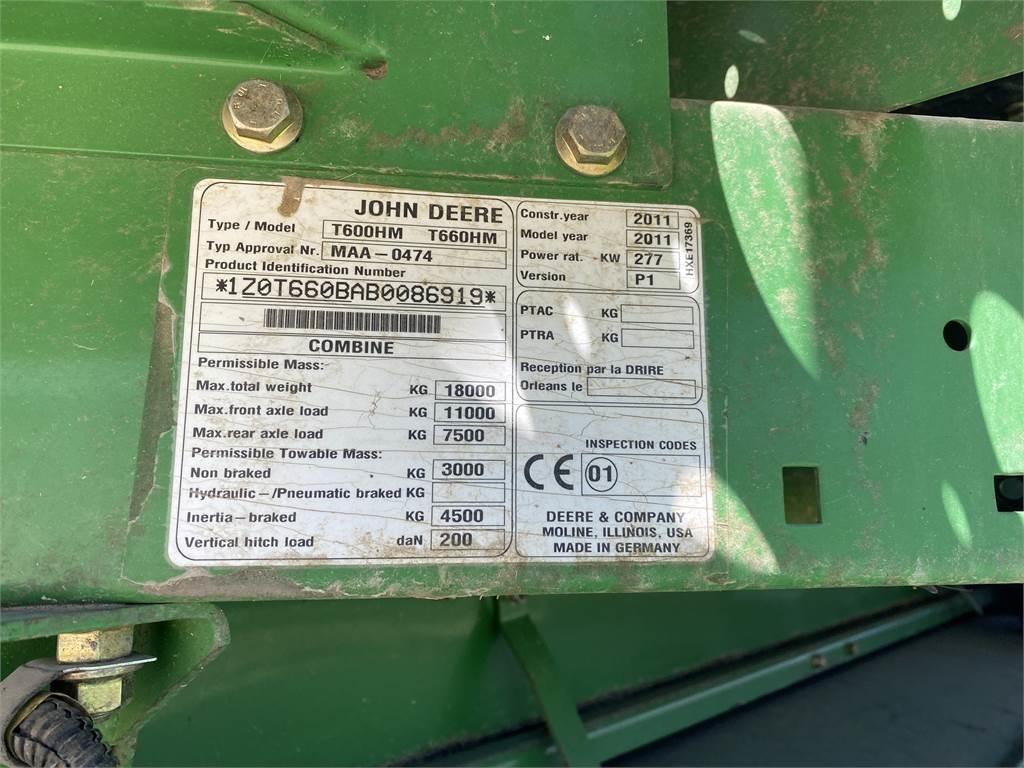 JOHN DEERE
Type / Model T600HM T660HM
Typ Approval Nr. MAA-0474
Product Identification Number
*1Z0T660BAB0086919*
COMBINE
Permissible Mass:
Max.total weight KG 18000
Max.front axle load KG 11000
Max.rear axle load KG 7500
Permissible Towable Mass:
Non braked KG 3000
Hydraulic-/Pneumatic braked KG
Inertia-braked KG 4500
Vertical hitch load daN 200
Constr.year 2011
Model year 2011
Power rat. KW 277
Version P1
HXE17369
PTAC KG
PTRA KG
Reception par la DRIRE
Orleans le
INSPECTION CODES
CE 01
DEERE & COMPANY
MOLINE, ILLINOIS, USA
MADE IN GERMANY